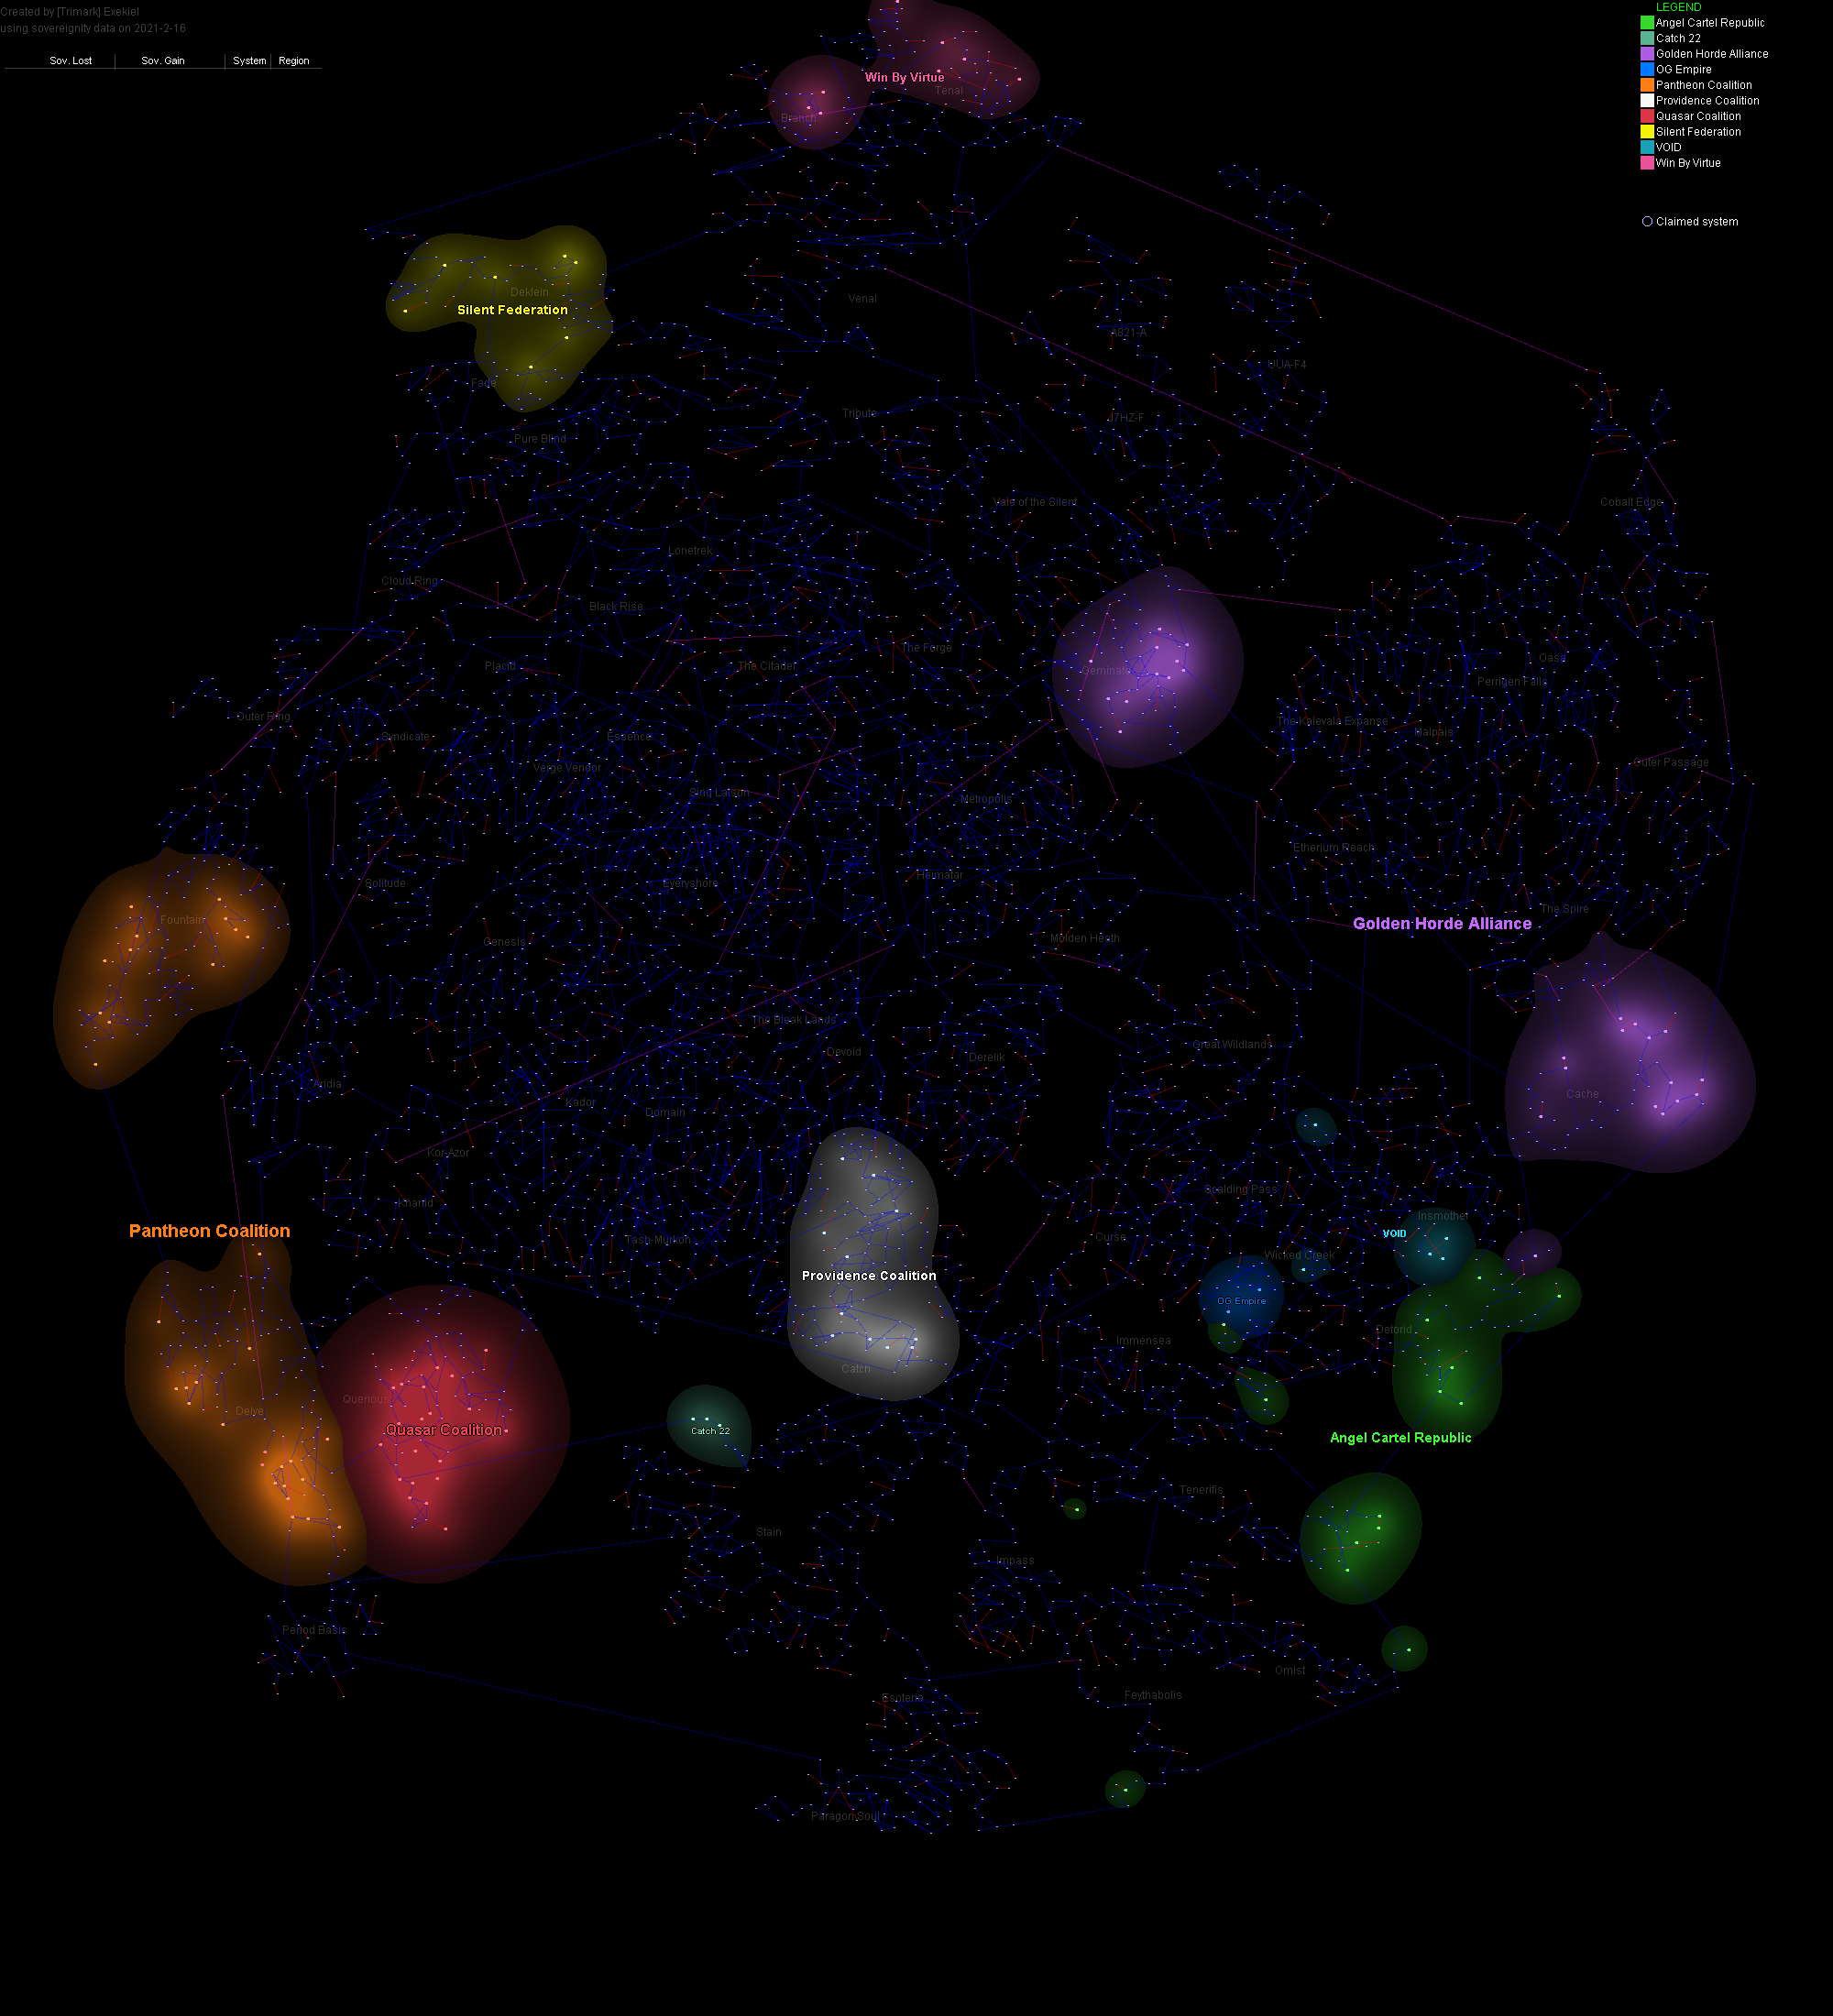 Created by [Trimark] Exekiel
using sovereignity data on 2021-2-16
Sov. Lost Sov. Gain System Region
LEGEND
Angel Cartel Republic
Catch 22
Golden Horde Alliance
OG Empire
Pantheon Coalition
Providence Coalition
Quasar Coalition
Silent Federation
VOID
Win By Virtue
Claimed system
Win By Virtue
Tenal
Branch
Deklein
Silent Federation
Venal
A821-A
UUA-F4
Fade
Tribute
J7HZ-F
Pure Blind
Vale of the Silent
Cobalt Edge
Lonetrek
Cloud Ring
Black Rise
The Forge
Oasa
Placid
The Citadel
Geminate
Perrigen Falls
Outer Ring
The Kalevala Expanse
Malpais
Syndicate
Essence
Outer Passage
Verge Vendor
Sinq Laison
Metropolis
Etherium Reach
Solitude
Everyshore
Heimatar
The Spire
Fountain
Golden Horde Alliance
Genesis
Molden Heath
The Bleak Lands
Great Wildlands
Devoid
Derelik
Aridia
Cache
Kador
Domain
Kor-Azor
Scalding Pass
Khanid
Insmother
Pantheon Coalition
VOID
Tash-Murkon
Curse
Wicked Creek
Providence Coalition
OG Empire
Detorid
Immensea
Catch
Querious
Delve
Quasar Coalition
Catch 22
Angel Cartel Republic
Tenerifis
Stain
Impass
Period Basis
Omist
Esoteria
Feythabolis
Paragon Soul